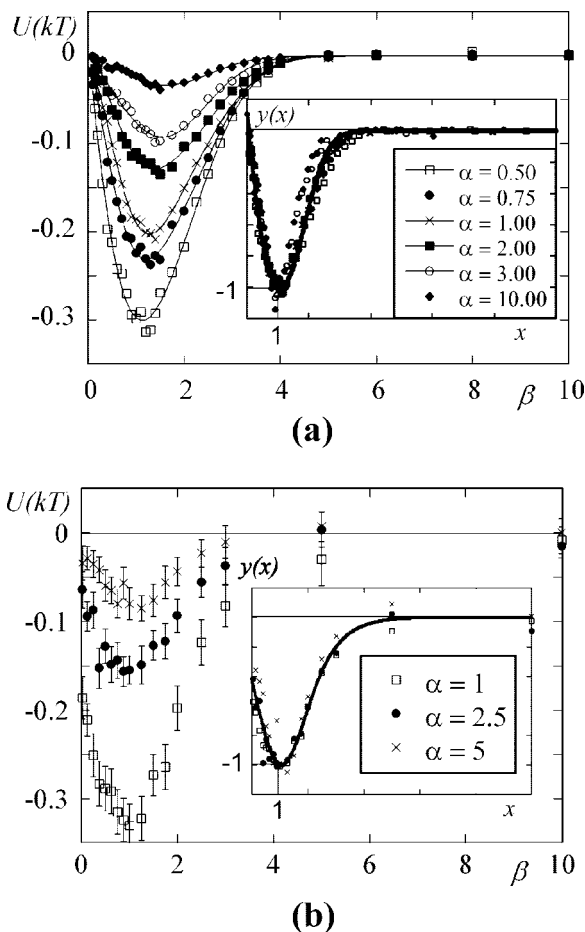 U(kT)
0
-0.1
-0.2
-0.3
0 2 4 6 8 10
β
y(x)
-1
1
x
α = 0.50
α = 0.75
α = 1.00
α = 2.00
α = 3.00
α = 10.00
(a)
U(kT)
0
-0.1
-0.2
-0.3
0 2 4 6 8 10
β
y(x)
-1
1
x
α = 1
α = 2.5
α = 5
(b)